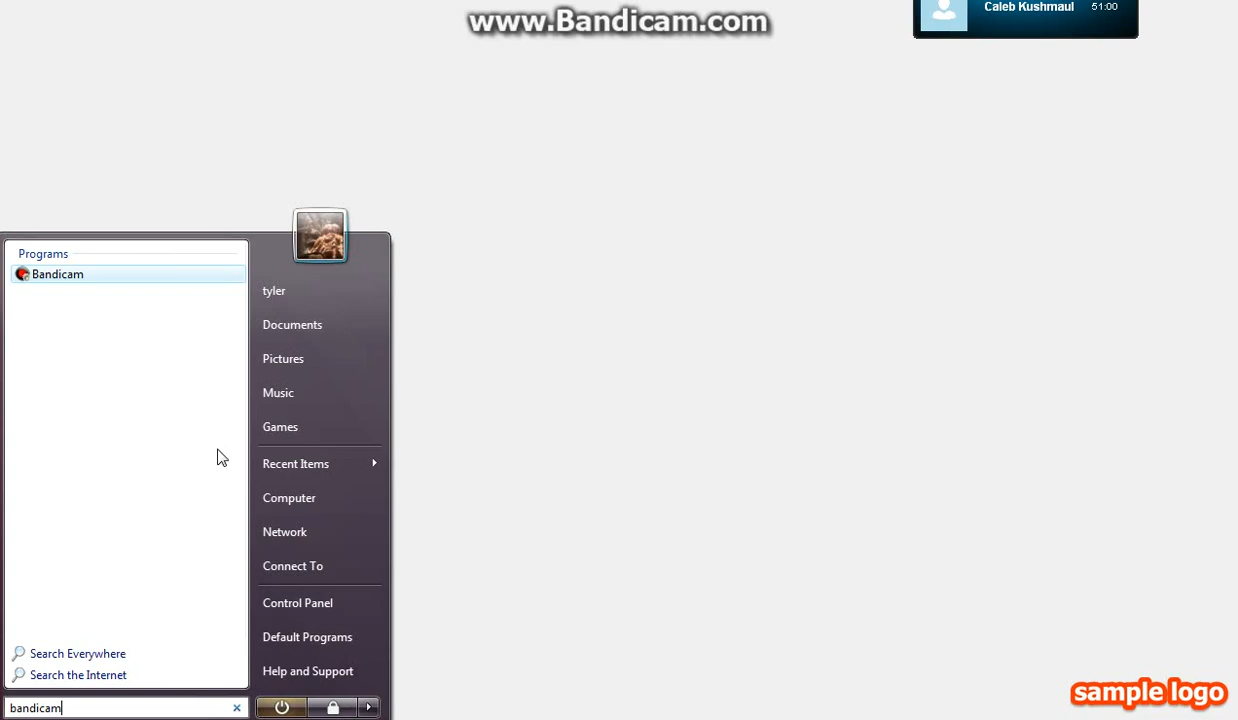 www.Bandicam.com
Caleb Kushmaul 51:00
Programs
Bandicam
tyler
Documents
Pictures
Music
Games
Recent Items
Computer
Network
Connect To
Control Panel
Default Programs
Help and Support
Search Everywhere
Search the Internet
bandicam
sample logo